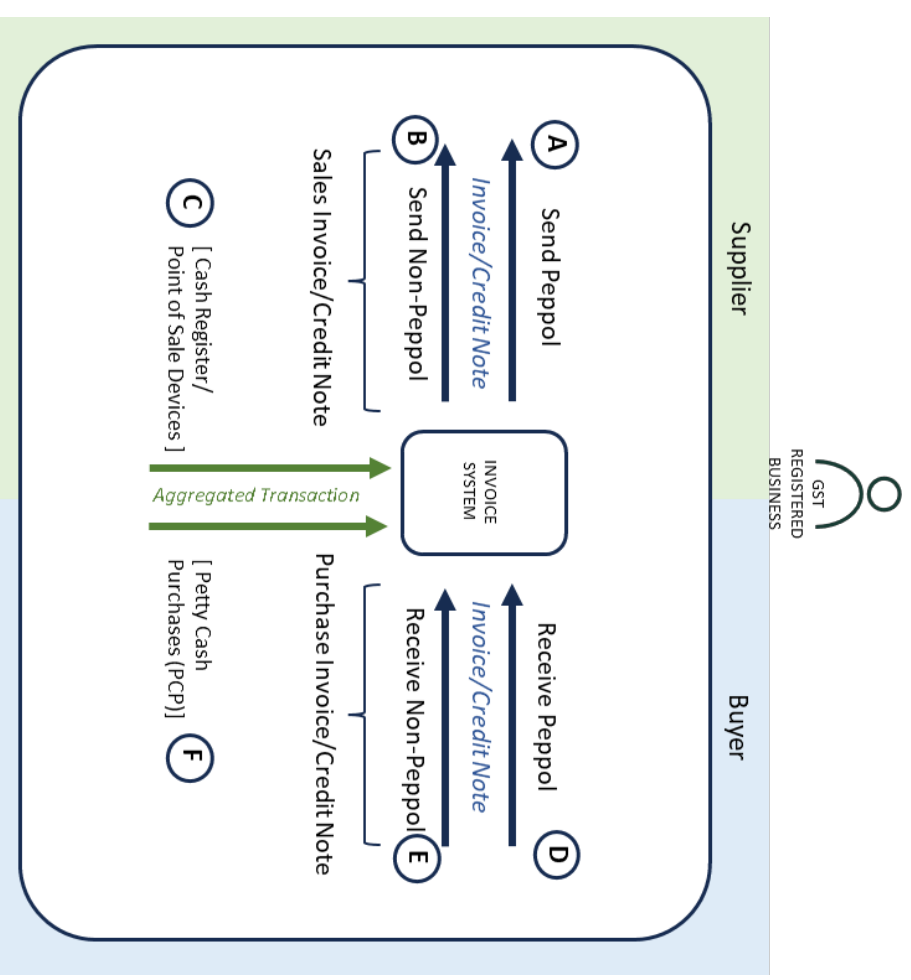 GST
REGISTERED
BUSINESS
Supplier
Buyer
A
Send Peppol
Receive Peppol
D
Invoice/Credit Note
INVOICE
SYSTEM
Invoice/Credit Note
B
Send Non-Peppol
Receive Non-Peppol
E
Sales Invoice/Credit Note
Purchase Invoice/Credit Note
C
[ Cash Register/
Point of Sale Devices ]
Aggregated Transaction
[ Petty Cash
Purchases (PCP)]
F